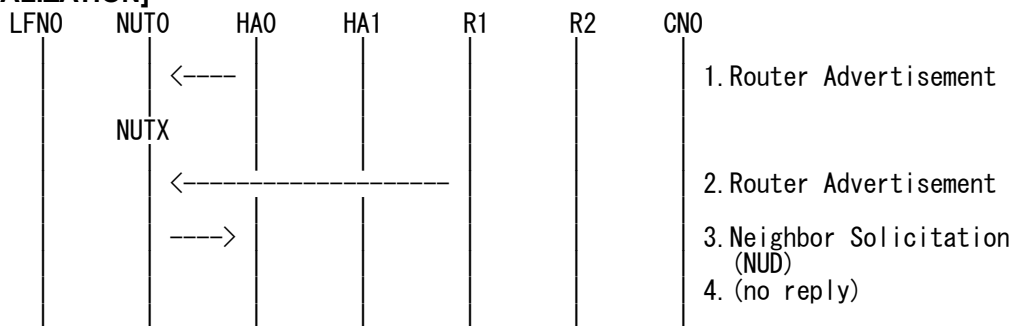 ALIZATION]
LFN0 NUT0 HA0 HA1 R1 R2 CN0
<---- 1.Router Advertisement
NUTX
<-------------------- 2.Router Advertisement
----> 3.Neighbor Solicitation
(NUD)
4.(no reply)